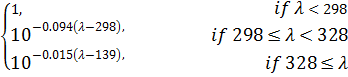 1, if λ < 298
10^{-0.094(λ-298),} if 298 ≤ λ < 328
10^{-0.015(λ-139),} if 328 ≤ λ